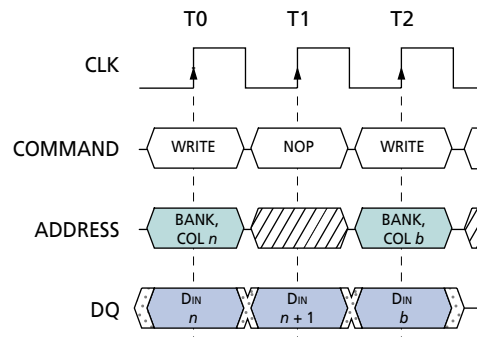 T0 T1 T2
CLK
COMMAND WRITE NOP WRITE
ADDRESS BANK, COL n BANK, COL b
DQ DIN n DIN n + 1 DIN b